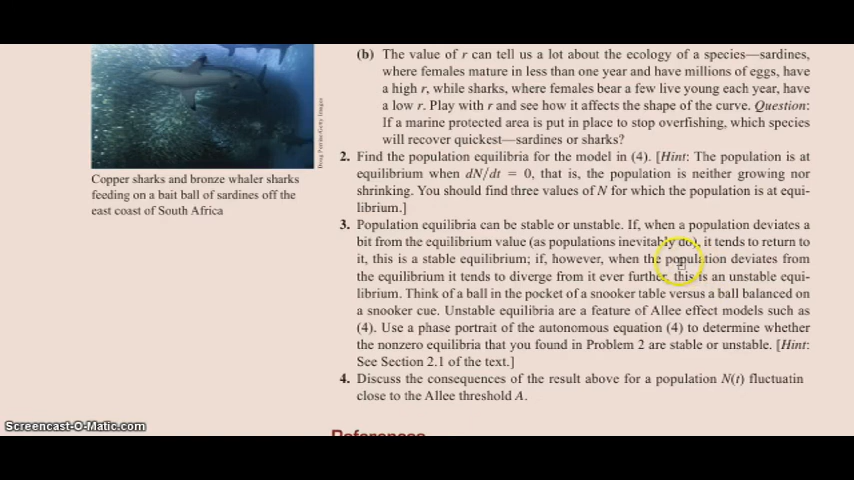 (b) The value of r can tell us a lot about the ecology of a species—sardines,
where females mature in less than one year and have millions of eggs, have
a high r, while sharks, where females bear a few live young each year, have
a low r. Play with r and see how it affects the shape of the curve. Question:
If a marine protected area is put in place to stop overfishing, which species
will recover quickest—sardines or sharks?
2. Find the population equilibria for the model in (4). [Hint: The population is at
equilibrium when dN/dt = 0, that is, the population is neither growing nor
shrinking. You should find three values of N for which the population is at equi-
librium.]
3. Population equilibria can be stable or unstable. If, when a population deviates a
bit from the equilibrium value (as populations inevitably do), it tends to return to
it, this is a stable equilibrium; if, however, when the population deviates from
the equilibrium it tends to diverge from it ever further, this is an unstable equi-
librium. Think of a ball in the pocket of a snooker table versus a ball balanced on
a snooker cue. Unstable equilibria are a feature of Allee effect models such as
(4). Use a phase portrait of the autonomous equation (4) to determine whether
the nonzero equilibria that you found in Problem 2 are stable or unstable. [Hint:
See Section 2.1 of the text.]
4. Discuss the consequences of the result above for a population N(t) fluctuatin
close to the Allee threshold A.
Doug Perrine/Getty Images
Copper sharks and bronze whaler sharks
feeding on a bait ball of sardines off the
east coast of South Africa
References
Screencast-O-Matic.com